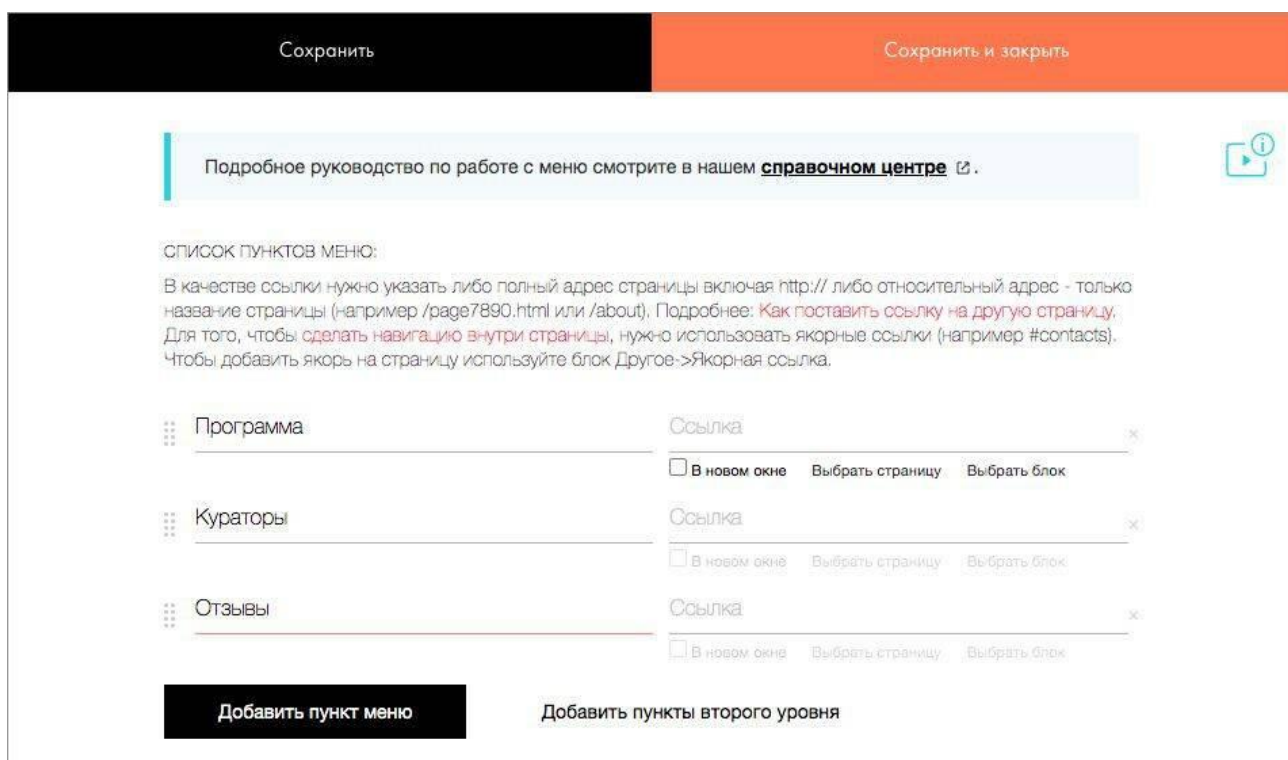 Сохранить
Сохранить и закрыть
Подробное руководство по работе с меню смотрите в нашем справочном центре.
СПИСОК ПУНКТОВ МЕНЮ:
В качестве ссылки нужно указать либо полный адрес страницы включая http:// либо относительный адрес - только
название страницы (например /page7890.html или /about). Подробнее: Как поставить ссылку на другую страницу.
Для того, чтобы сделать навигацию внутри страницы, нужно использовать якорные ссылки (например #contacts).
Чтобы добавить якорь на страницу используйте блок Другое->Якорная ссылка.
Программа
Ссылка
В новом окне Выбрать страницу Выбрать блок
Кураторы
Ссылка
В новом окне Выбрать страницу Выбрать блок
Отзывы
Ссылка
В новом окне Выбрать страницу Выбрать блок
Добавить пункт меню
Добавить пункты второго уровня